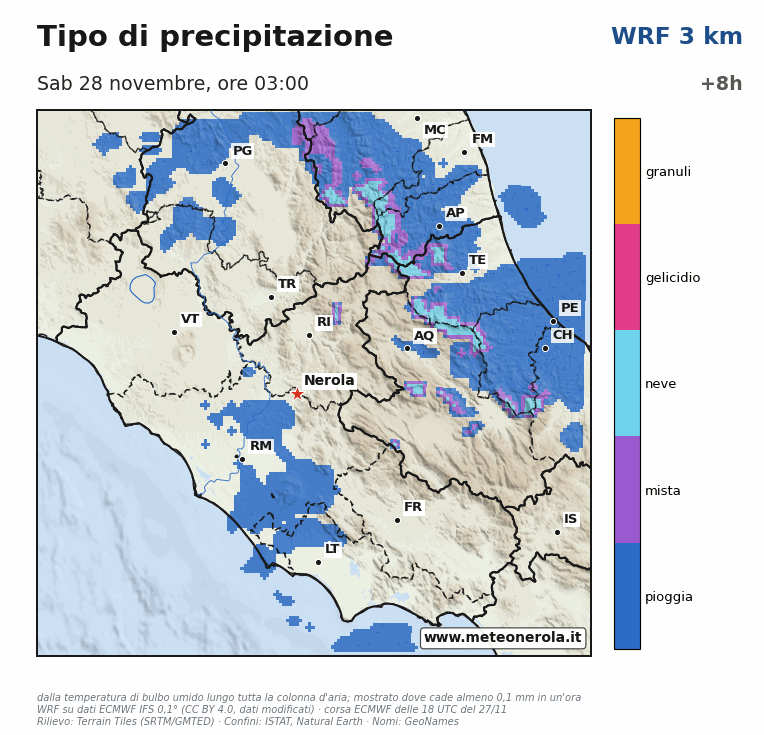 Tipo di precipitazione
WRF 3 km
Sab 28 novembre, ore 03:00
+8h
MC
FM
PG
AP
TE
TR
PE
VT
RI
AQ
CH
Nerola
RM
FR
IS
LT
www.meteonerola.it
granuli
gelicidio
neve
mista
pioggia
dalla temperatura di bulbo umido lungo tutta la colonna d'aria; mostrato dove cade almeno 0,1 mm in un'ora
WRF su dati ECMWF IFS 0,1° (CC BY 4.0, dati modificati) · corsa ECMWF delle 18 UTC del 27/11
Rilievo: Terrain Tiles (SRTM/GMTED) · Confini: ISTAT, Natural Earth · Nomi: GeoNames